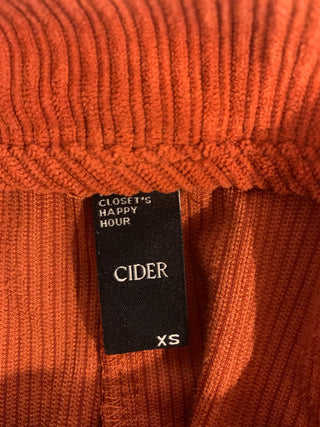 CLOSET'S
HAPPY
HOUR
CIDER
XS